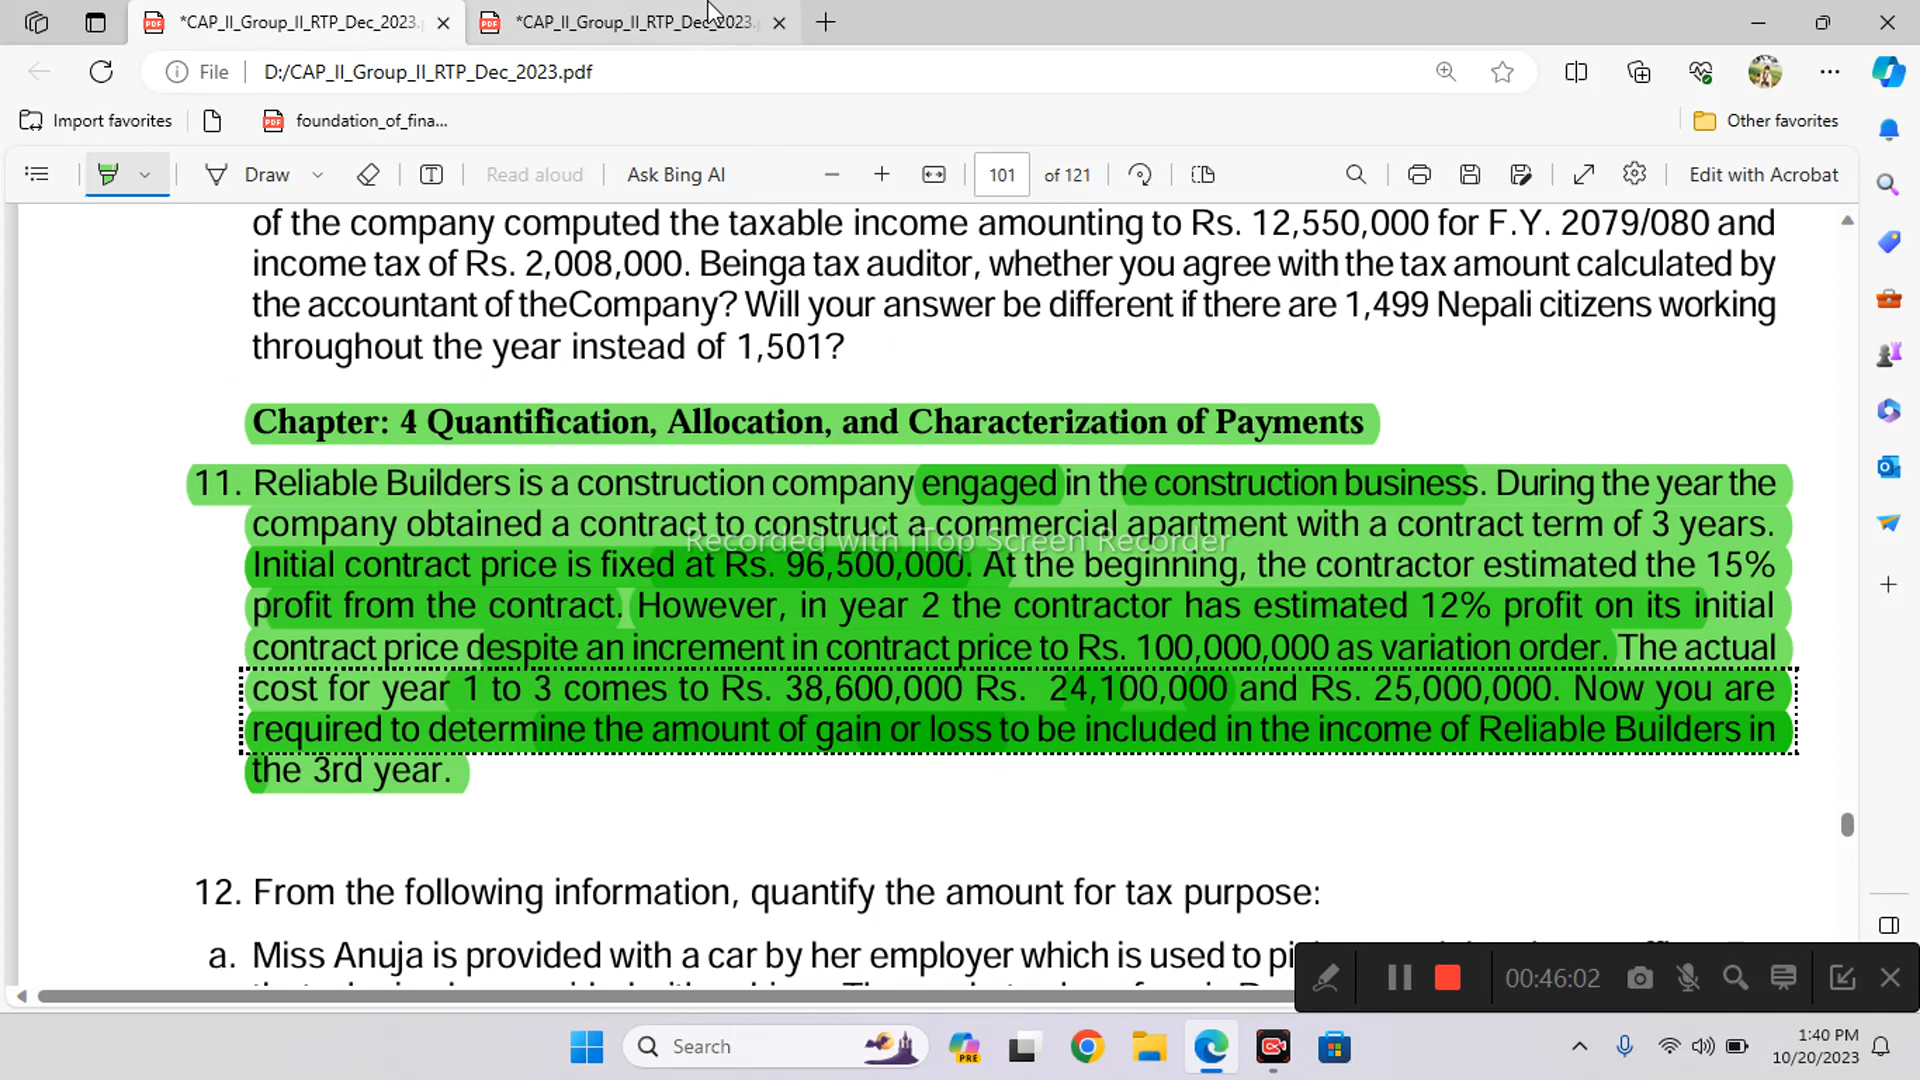 *CAP_II_Group_II_RTP_Dec_2023.
*CAP_II_Group_II_RTP_Dec_2023.
File
D:/CAP_II_Group_II_RTP_Dec_2023.pdf
Import favorites
PDF
foundation_of_fina...
Other favorites
Draw
Read aloud
Ask Bing AI
101
of 121
Edit with Acrobat
of the company computed the taxable income amounting to Rs. 12,550,000 for F.Y. 2079/080 and
income tax of Rs. 2,008,000. Beinga tax auditor, whether you agree with the tax amount calculated by
the accountant of theCompany? Will your answer be different if there are 1,499 Nepali citizens working
throughout the year instead of 1,501?
Chapter: 4 Quantification, Allocation, and Characterization of Payments
11. Reliable Builders is a construction company engaged in the construction business. During the year the
company obtained a contract to construct a commercial apartment with a contract term of 3 years.
Recorded with iTop Screen Recorder
Initial contract price is fixed at Rs. 96,500,000. At the beginning, the contractor estimated the 15%
profit from the contract. However, in year 2 the contractor has estimated 12% profit on its initial
contract price despite an increment in contract price to Rs. 100,000,000 as variation order. The actual
cost for year 1 to 3 comes to Rs. 38,600,000 Rs. 24,100,000 and Rs. 25,000,000. Now you are
required to determine the amount of gain or loss to be included in the income of Reliable Builders in
the 3rd year.
12. From the following information, quantify the amount for tax purpose:
a. Miss Anuja is provided with a car by her employer which is used to
00:46:02
Search
PRE
1:40 PM
10/20/2023